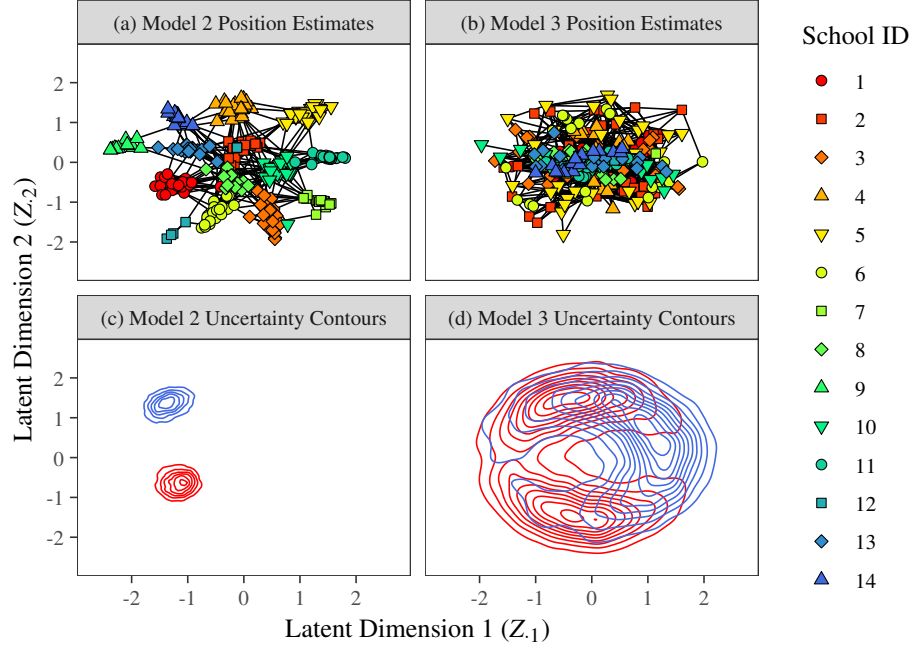 (a) Model 2 Position Estimates
(b) Model 3 Position Estimates
2
1
0
-1
-2
(c) Model 2 Uncertainty Contours
(d) Model 3 Uncertainty Contours
2
1
0
-1
-2
-2 -1 0 1 2
-2 -1 0 1 2
Latent Dimension 1 (Z.1)
Latent Dimension 2 (Z.2)
School ID
1
2
3
4
5
6
7
8
9
10
11
12
13
14